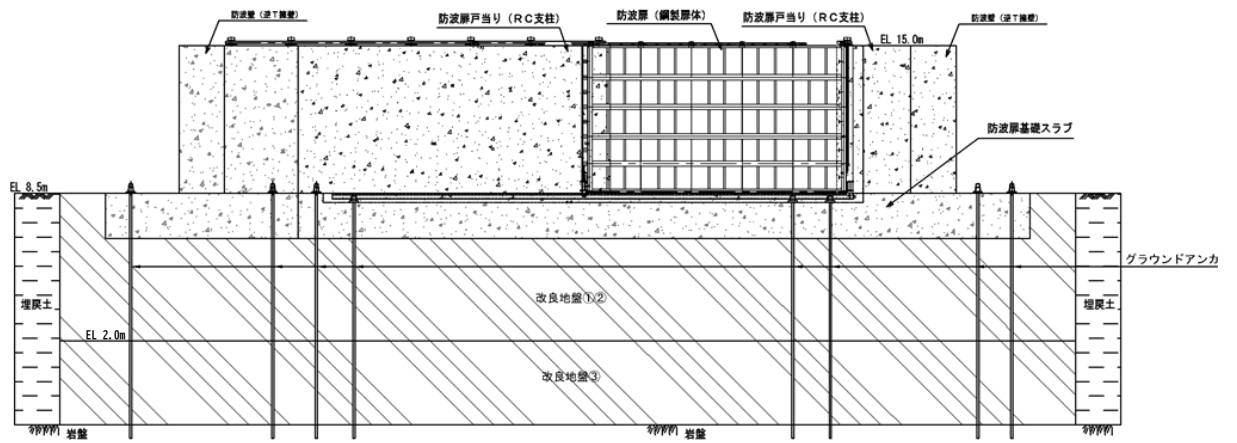 防波壁（逆T擁壁）
防波扉戸当り（RC支柱）
防波扉（鋼製扉体）
防波扉戸当り（RC支柱）
防波壁（逆T擁壁）
EL 15.0m
防波扉基礎スラブ
EL 8.5m
グラウンドアンカ
埋戻土
改良地盤①②
埋戻土
EL 2.0m
改良地盤③
岩盤
岩盤